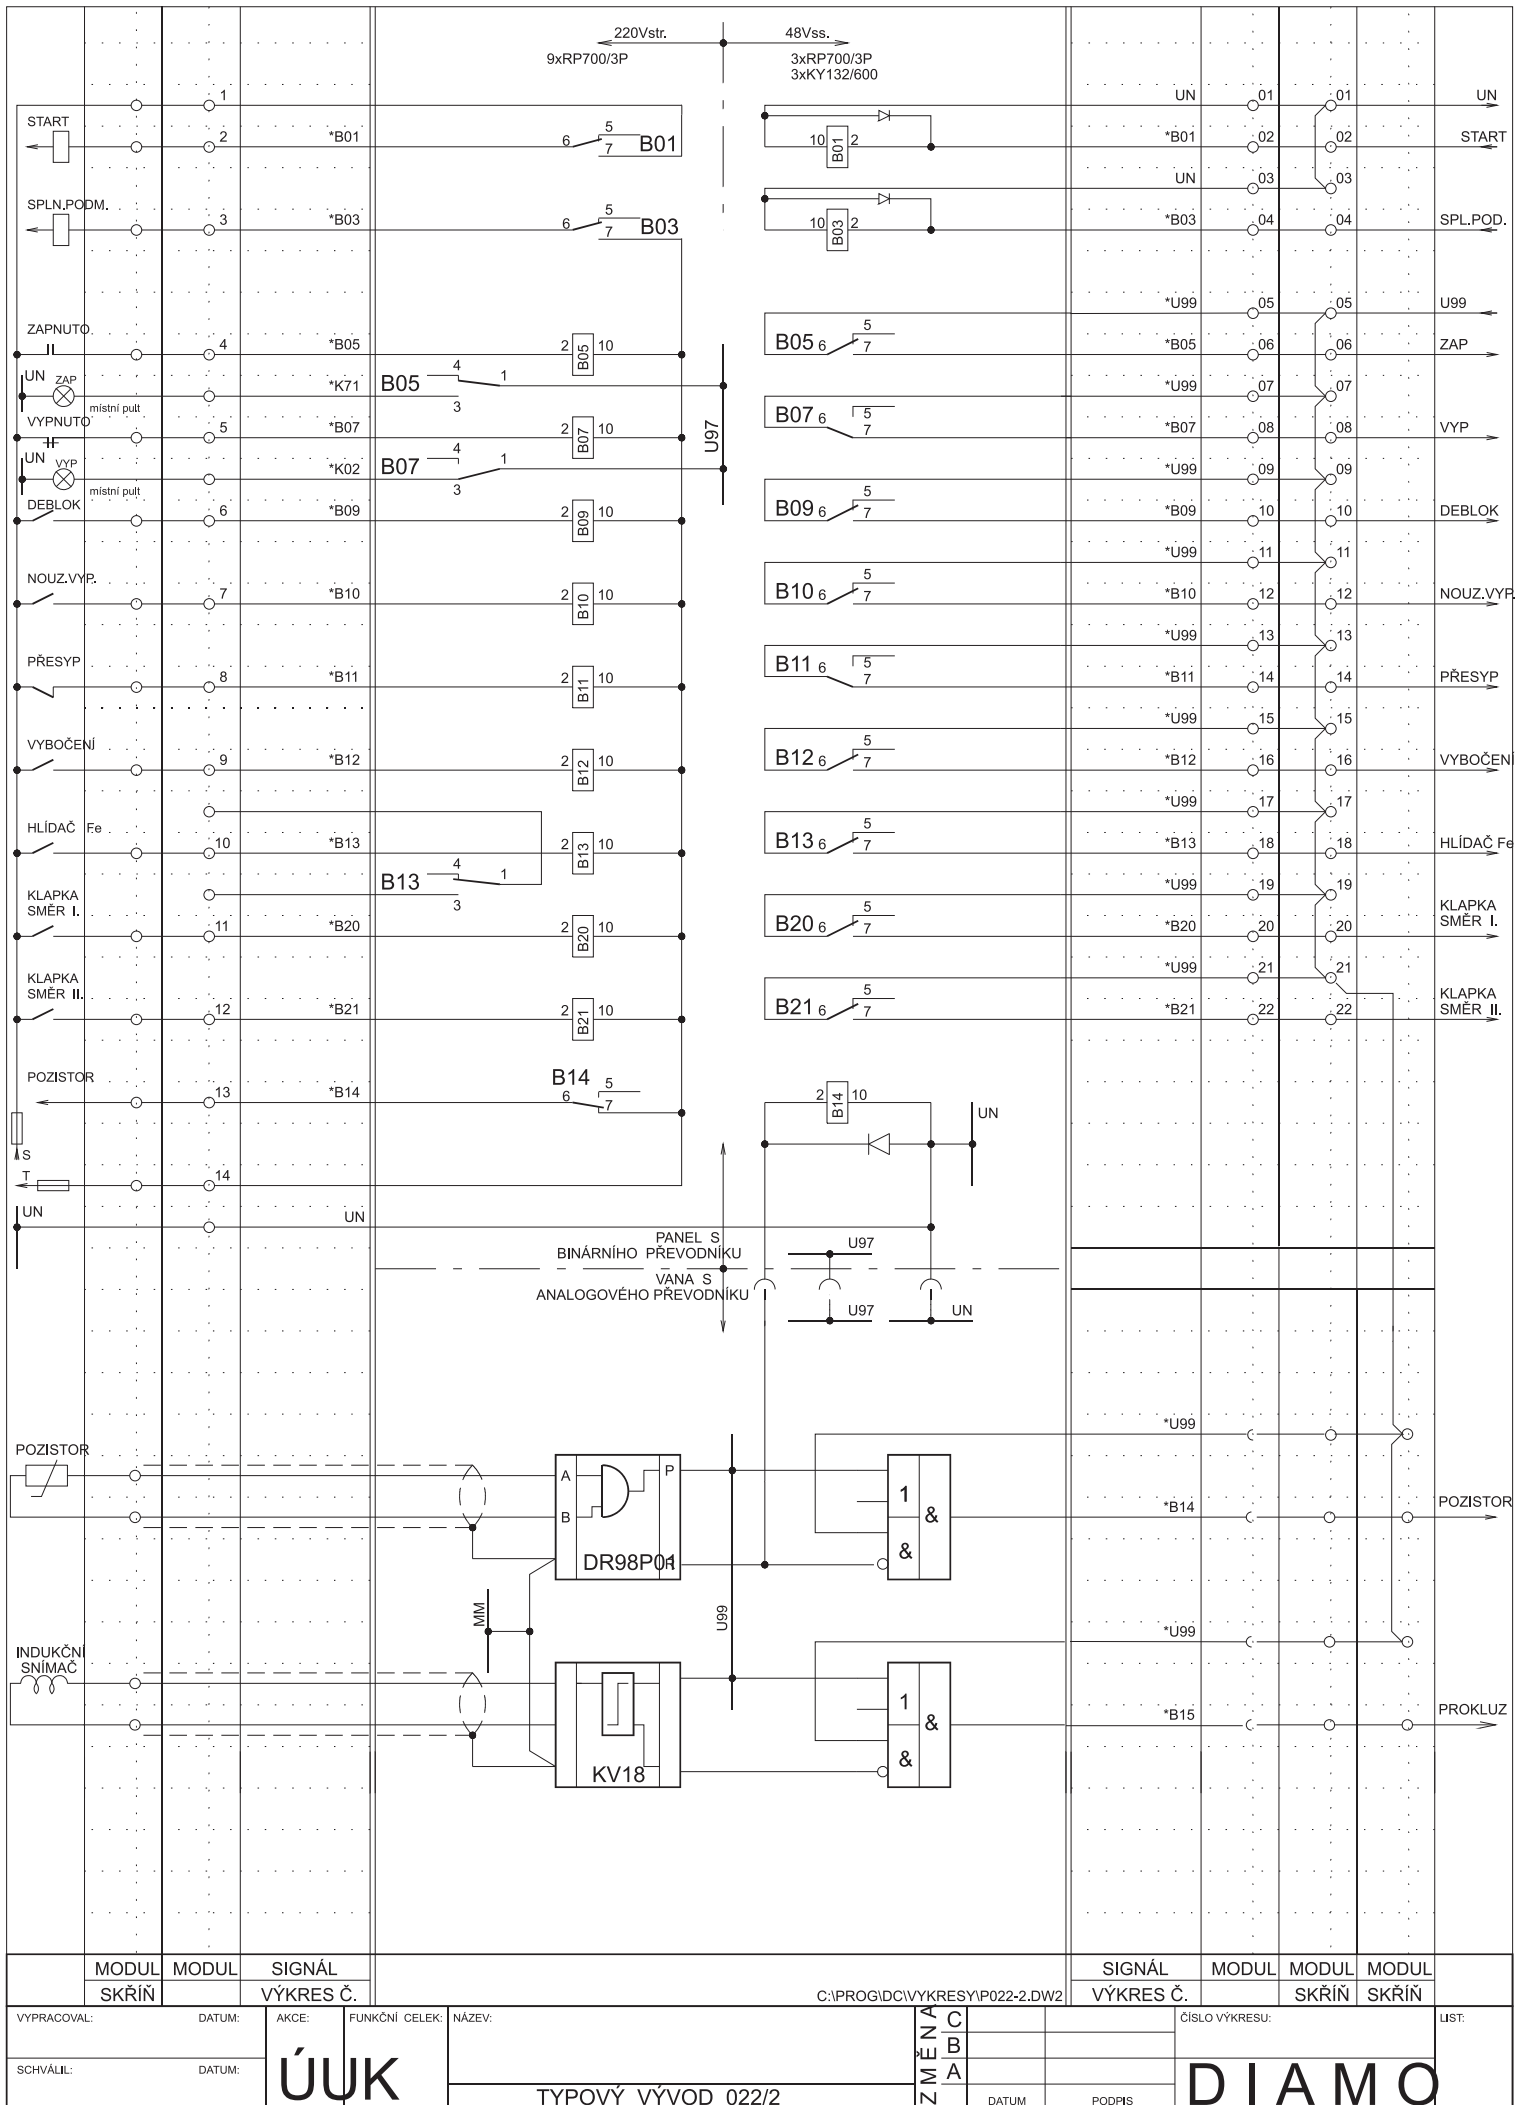 220Vstr. 48Vss.
9xRP700/3P 3xRP700/3P
3xKY132/600
1 UN 01 01 UN
START 2 *B01 6 5 7 B01 10 B01 2 *B01 02 02 START
UN 03 03
SPLN.PODM. 3 *B03 6 5 7 B03 10 B03 2 *B03 04 04 SPL.POD.
*U99 05 05 U99
ZAPNUTO 4 *B05 2 B05 10 B05 6 5 7 *B05 06 06 ZAP
UN ZAP místní pult *K71 B05 4 3 1 *U99 07 07
VYPNUTO 5 *B07 2 B07 10 U97 B07 6 5 7 *B07 08 08 VYP
UN VYP místní pult *K02 B07 4 3 1 *U99 09 09
DEBLOK 6 *B09 2 B09 10 B09 6 5 7 *B09 10 10 DEBLOK
*U99 11 11
NOUZ.VYP. 7 *B10 2 B10 10 B10 6 5 7 *B10 12 12 NOUZ.VYP.
*U99 13 13
PŘESYP 8 *B11 2 B11 10 B11 6 5 7 *B11 14 14 PŘESYP
*U99 15 15
VYBOČENÍ 9 *B12 2 B12 10 B12 6 5 7 *B12 16 16 VYBOČENÍ
*U99 17 17
HLÍDAČ Fe 10 *B13 2 B13 10 B13 6 5 7 *B13 18 18 HLÍDAČ Fe
B13 4 3 1 *U99 19 19
KLAPKA
SMĚR I. 11 *B20 2 B20 10 B20 6 5 7 *B20 20 20 KLAPKA
SMĚR I.
*U99 21 21
KLAPKA
SMĚR II. 12 *B21 2 B21 10 B21 6 5 7 *B21 22 22 KLAPKA
SMĚR II.
POZISTOR 13 *B14 B14 6 5 7 2 B14 10 UN
S
T 14
UN UN
PANEL S
BINÁRNÍHO PŘEVODNÍKU U97
VANA S
ANALOGOVÉHO PŘEVODNÍKU U97 UN
*U99
POZISTOR A P 1
B & *B14 POZISTOR
DR98P01 R &
MM U99
*U99
INDUKČNÍ
SNÍMAČ 1
& *B15 PROKLUZ
KV18 &
MODUL MODUL SIGNÁL SIGNÁL MODUL MODUL MODUL
SKŘÍŇ VÝKRES Č. C:\PROG\DC\VYKRESY\P022-2.DW2 VÝKRES Č. SKŘÍŇ SKŘÍŇ
VYPRACOVAL: DATUM: AKCE: FUNKČNÍ CELEK: NÁZEV: ZMĚNA C ČÍSLO VÝKRESU: LIST:
B
SCHVÁLIL: DATUM: ÚUK A DIAMO
TYPOVÝ VÝVOD 022/2 DATUM PODPIS